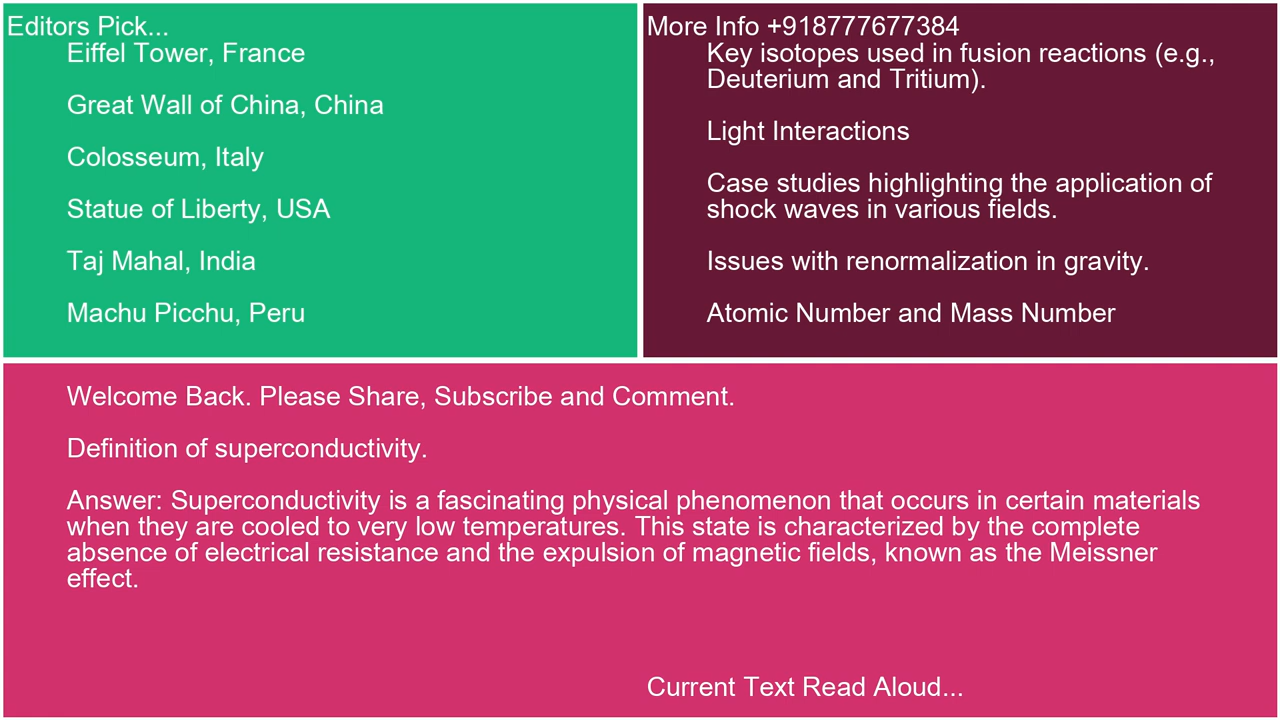 Editors Pick...
Eiffel Tower, France
Great Wall of China, China
Colosseum, Italy
Statue of Liberty, USA
Taj Mahal, India
Machu Picchu, Peru
More Info +918777677384
Key isotopes used in fusion reactions (e.g.,
Deuterium and Tritium).
Light Interactions
Case studies highlighting the application of
shock waves in various fields.
Issues with renormalization in gravity.
Atomic Number and Mass Number
Welcome Back. Please Share, Subscribe and Comment.
Definition of superconductivity.
Answer: Superconductivity is a fascinating physical phenomenon that occurs in certain materials
when they are cooled to very low temperatures. This state is characterized by the complete
absence of electrical resistance and the expulsion of magnetic fields, known as the Meissner
effect.
Current Text Read Aloud...